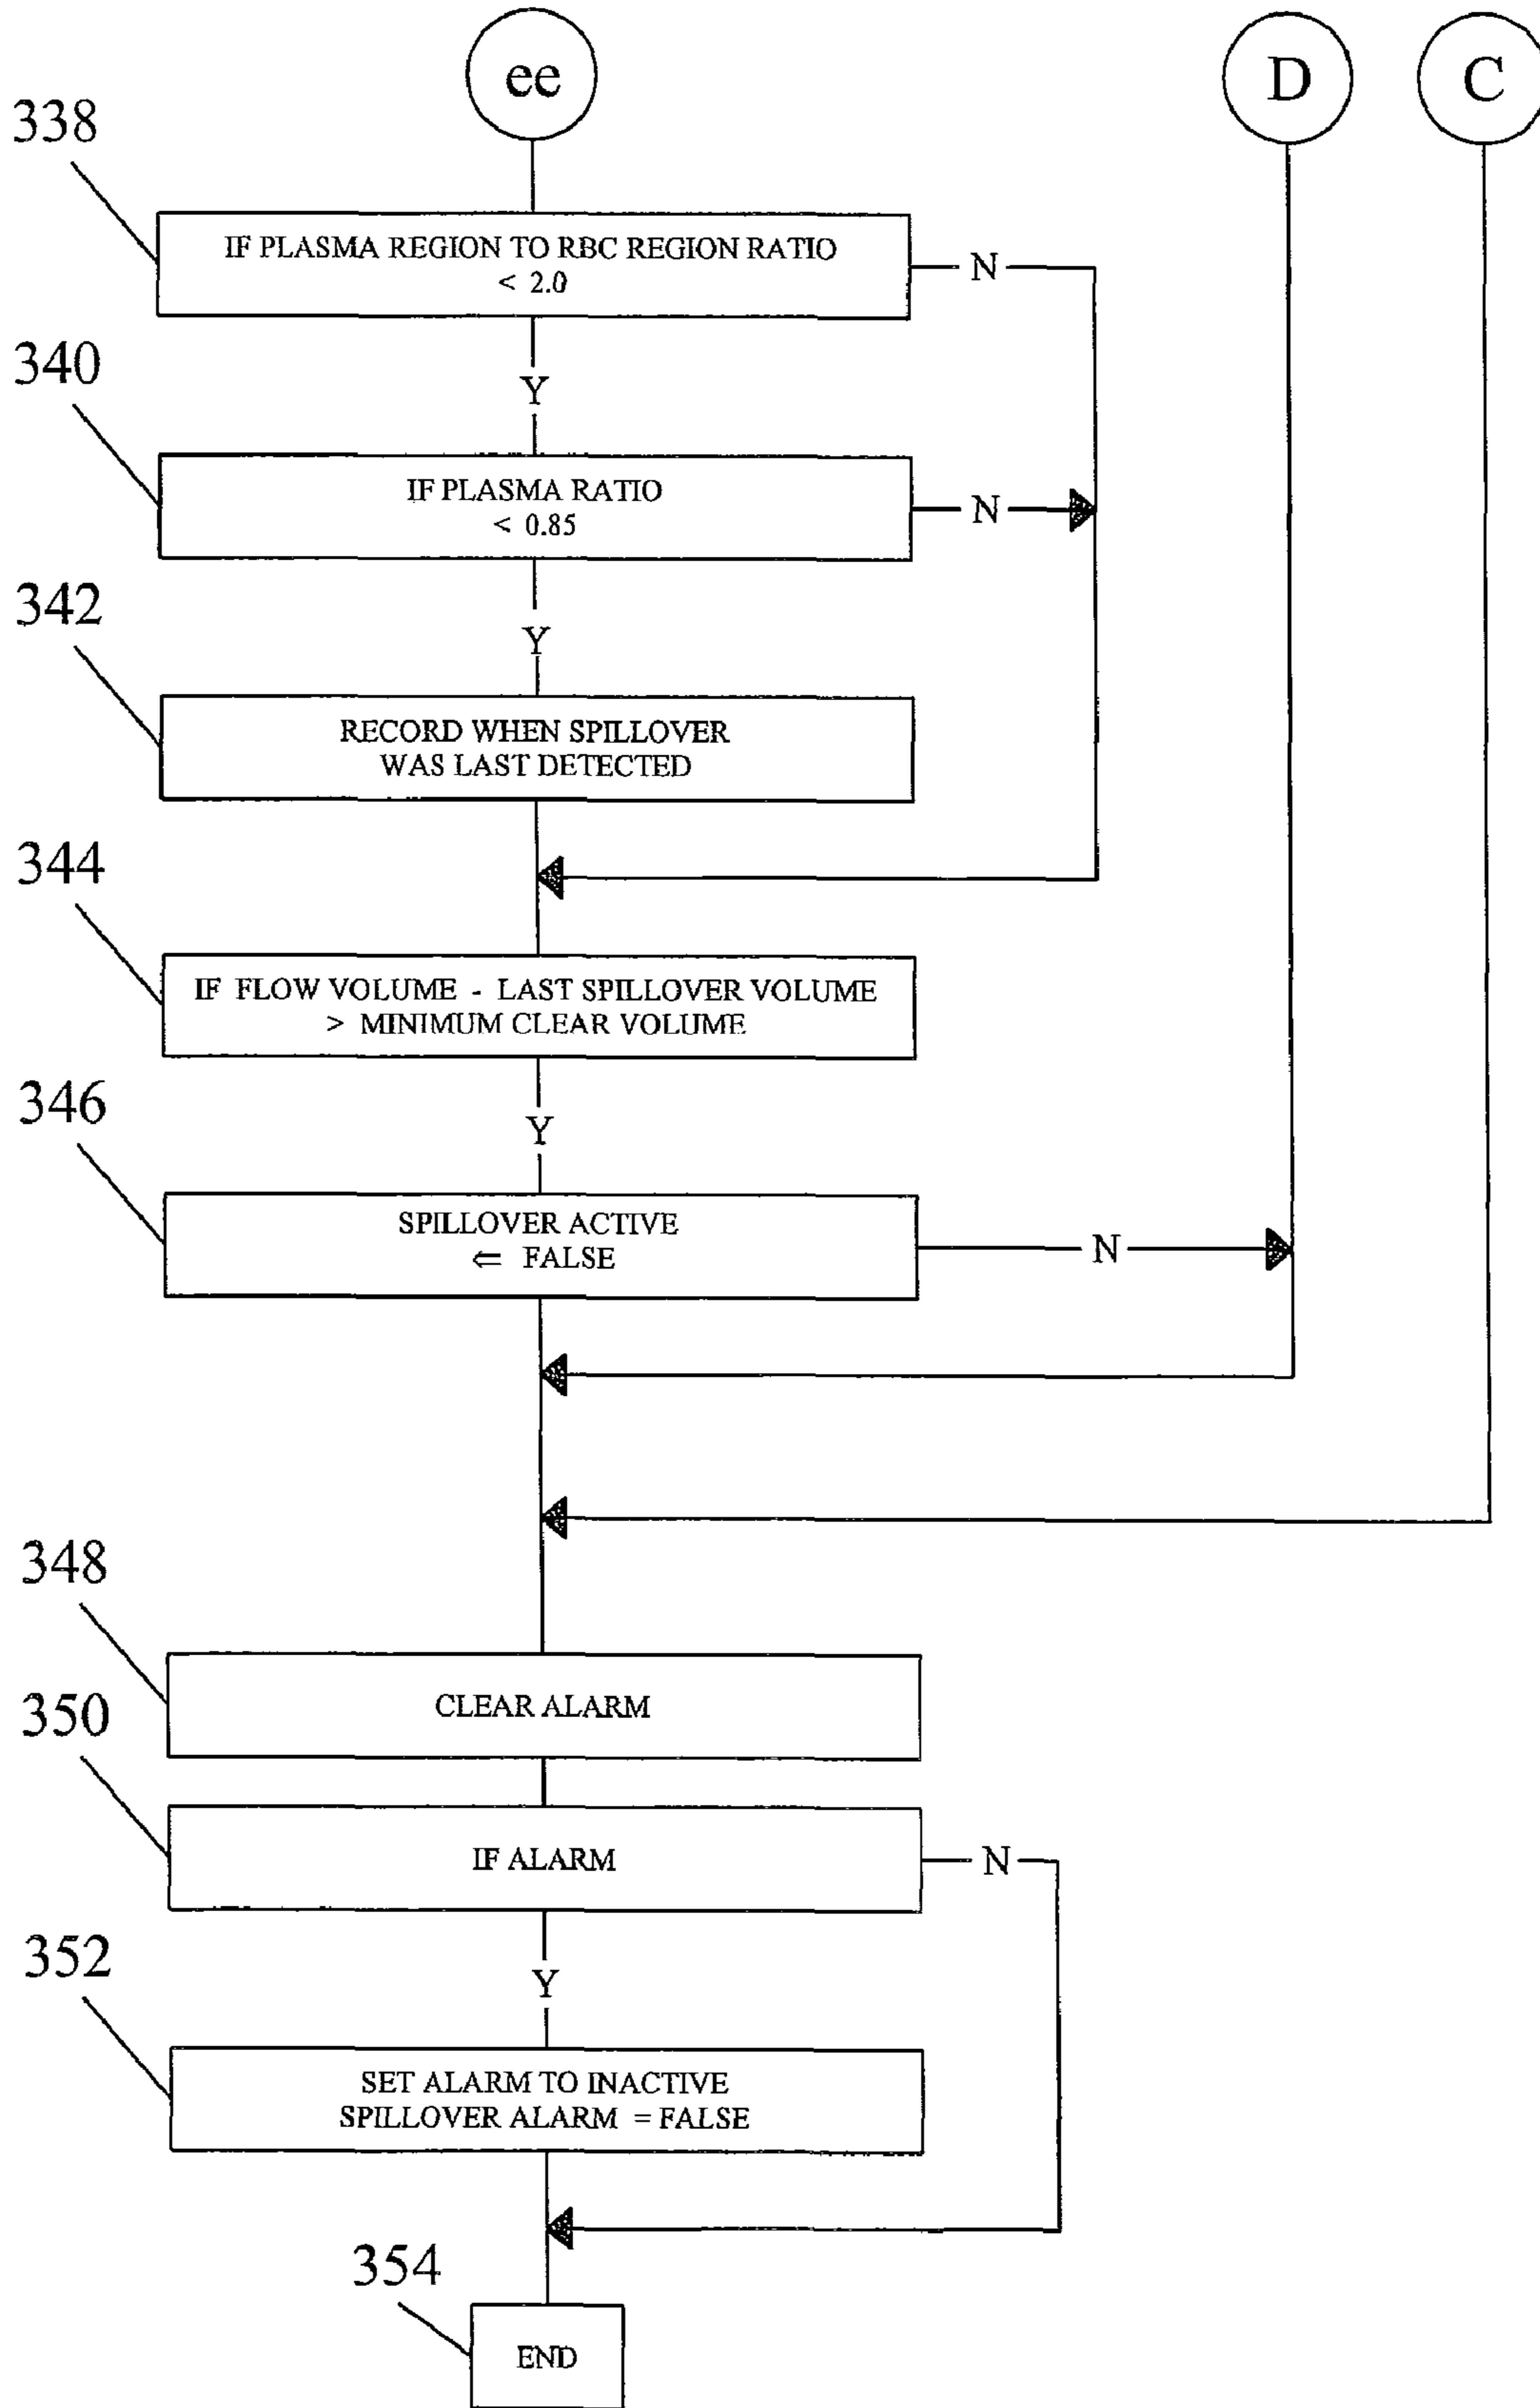 ee
D
C
338
IF PLASMA REGION TO RBC REGION RATIO
< 2.0
N
Y
340
IF PLASMA RATIO
< 0.85
N
Y
342
RECORD WHEN SPILLOVER
WAS LAST DETECTED
344
IF FLOW VOLUME - LAST SPILLOVER VOLUME
> MINIMUM CLEAR VOLUME
Y
346
SPILLOVER ACTIVE
⇐ FALSE
N
348
CLEAR ALARM
350
IF ALARM
N
Y
352
SET ALARM TO INACTIVE
SPILLOVER ALARM = FALSE
354
END